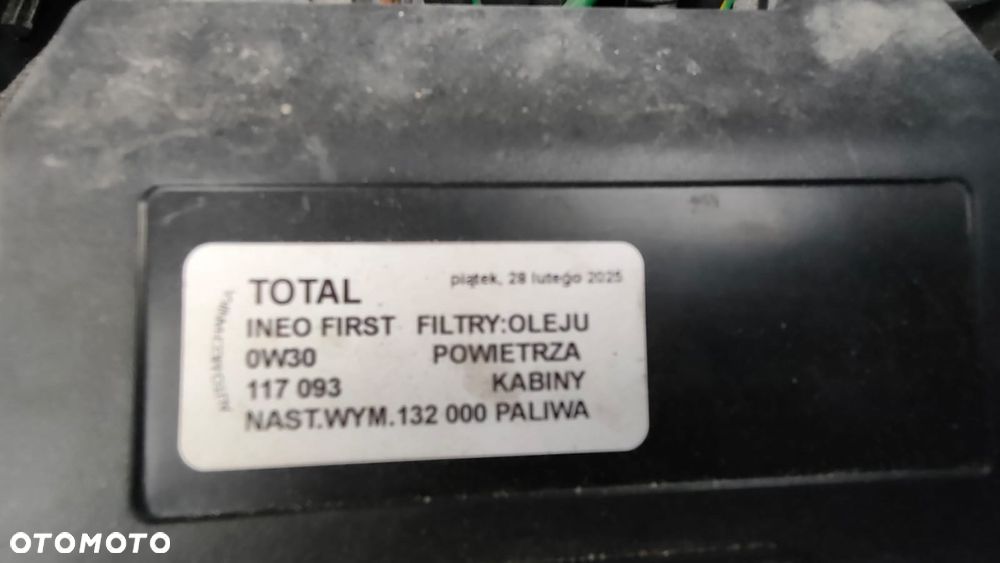 TOTAL
piątek, 28 lutego 2025
INEO FIRST FILTRY:OLEJU
0W30 POWIETRZA
117 093 KABINY
NAST.WYM.132 000 PALIWA
OTOMOTO